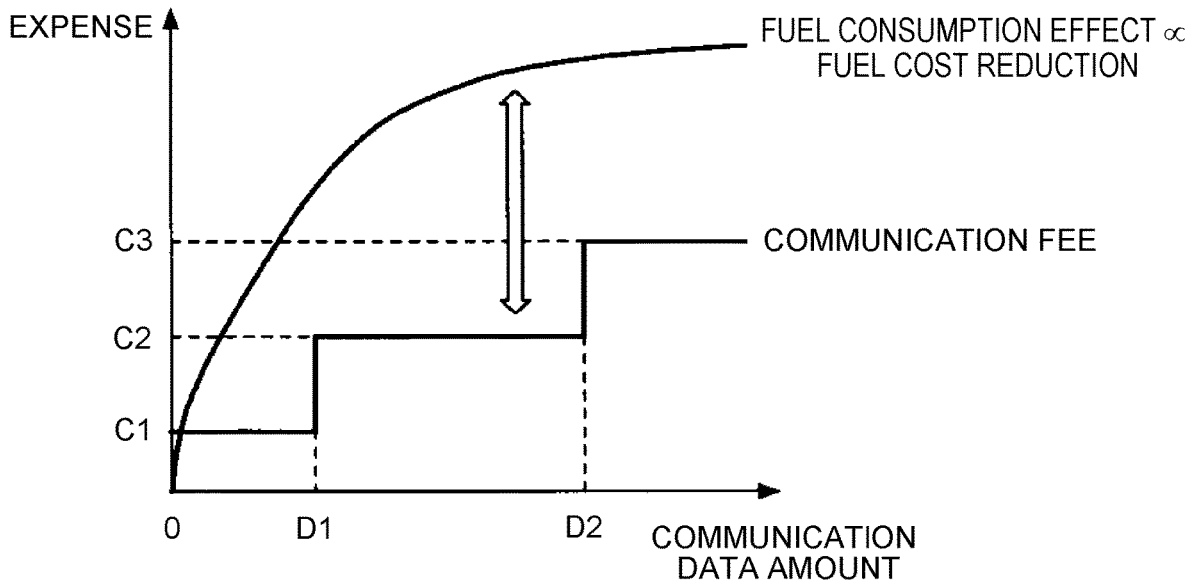 EXPENSE
FUEL CONSUMPTION EFFECT ∝
FUEL COST REDUCTION
C3
COMMUNICATION FEE
C2
C1
0
D1
D2
COMMUNICATION
DATA AMOUNT